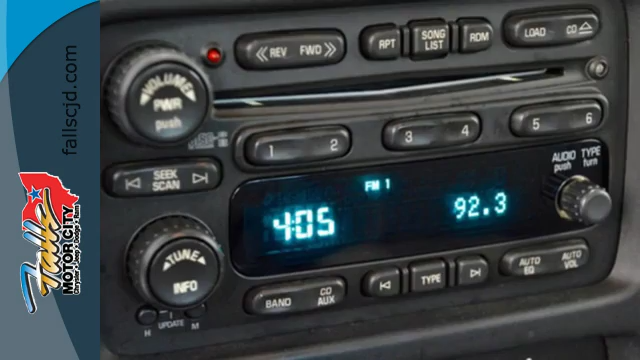 fallscjd.com
Falls
MOTOR CITY
VOLUME
PWR
push
REV FWD
RPT
SONG
LIST
RDM
LOAD CD
1 2
3 4
5 6
SEEK
SCAN
FM 1
405
92.3
AUDIO TYPE
push turn
TUNE
INFO
H UPDATE M
BAND
CD
AUX
TYPE
AUTO
EQ
AUTO
VOL